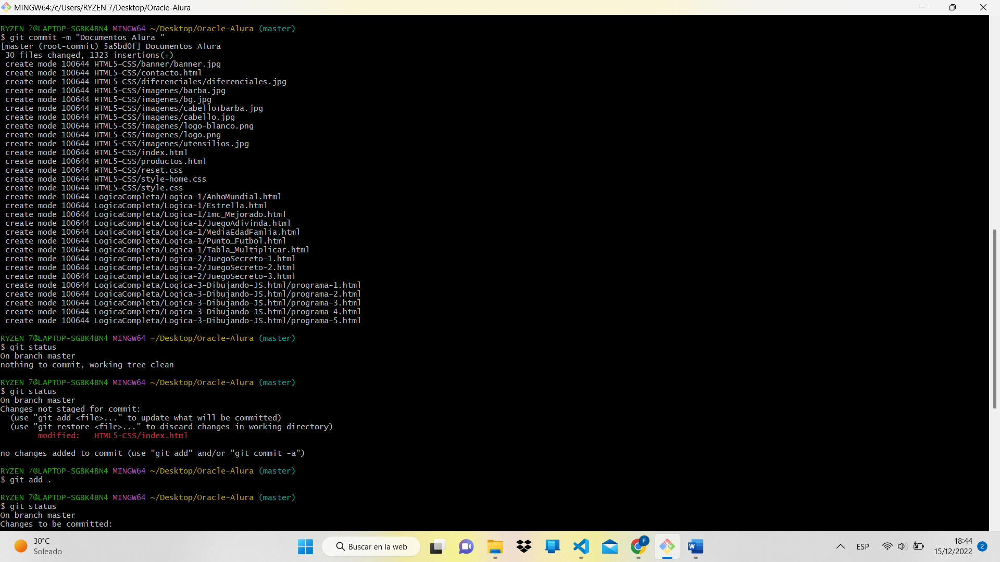 MINGW64:/c/Users/RYZEN 7/Desktop/Oracle-Alura
RYZEN 7@LAPTOP-SGBK4BN4 MINGW64 ~/Desktop/Oracle-Alura (master)
$ git commit -m "Documentos Alura "
[master (root-commit) 5a5bd0f] Documentos Alura
 30 files changed, 1323 insertions(+)
 create mode 100644 HTML5-CSS/banner/banner.jpg
 create mode 100644 HTML5-CSS/contacto.html
 create mode 100644 HTML5-CSS/diferenciales/diferenciales.jpg
 create mode 100644 HTML5-CSS/imagenes/barba.jpg
 create mode 100644 HTML5-CSS/imagenes/bg.jpg
 create mode 100644 HTML5-CSS/imagenes/cabello+barba.jpg
 create mode 100644 HTML5-CSS/imagenes/cabello.jpg
 create mode 100644 HTML5-CSS/imagenes/logo-blanco.png
 create mode 100644 HTML5-CSS/imagenes/logo.png
 create mode 100644 HTML5-CSS/imagenes/utensilios.jpg
 create mode 100644 HTML5-CSS/index.html
 create mode 100644 HTML5-CSS/productos.html
 create mode 100644 HTML5-CSS/reset.css
 create mode 100644 HTML5-CSS/style-home.css
 create mode 100644 HTML5-CSS/style.css
 create mode 100644 LogicaCompleta/Logica-1/AnhoMundial.html
 create mode 100644 LogicaCompleta/Logica-1/Estrella.html
 create mode 100644 LogicaCompleta/Logica-1/Imc_Mejorado.html
 create mode 100644 LogicaCompleta/Logica-1/JuegoAdivinda.html
 create mode 100644 LogicaCompleta/Logica-1/MediaEdadFamlia.html
 create mode 100644 LogicaCompleta/Logica-1/Punto_Futbol.html
 create mode 100644 LogicaCompleta/Logica-1/Tabla_Multiplicar.html
 create mode 100644 LogicaCompleta/Logica-2/JuegoSecreto-1.html
 create mode 100644 LogicaCompleta/Logica-2/JuegoSecreto-2.html
 create mode 100644 LogicaCompleta/Logica-2/JuegoSecreto-3.html
 create mode 100644 LogicaCompleta/Logica-3-Dibujando-JS.html/programa-1.html
 create mode 100644 LogicaCompleta/Logica-3-Dibujando-JS.html/programa-2.html
 create mode 100644 LogicaCompleta/Logica-3-Dibujando-JS.html/programa-3.html
 create mode 100644 LogicaCompleta/Logica-3-Dibujando-JS.html/programa-4.html
 create mode 100644 LogicaCompleta/Logica-3-Dibujando-JS.html/programa-5.html
RYZEN 7@LAPTOP-SGBK4BN4 MINGW64 ~/Desktop/Oracle-Alura (master)
$ git status
On branch master
nothing to commit, working tree clean
RYZEN 7@LAPTOP-SGBK4BN4 MINGW64 ~/Desktop/Oracle-Alura (master)
$ git status
On branch master
Changes not staged for commit:
  (use "git add <file>..." to update what will be committed)
  (use "git restore <file>..." to discard changes in working directory)
        modified:   HTML5-CSS/index.html
no changes added to commit (use "git add" and/or "git commit -a")
RYZEN 7@LAPTOP-SGBK4BN4 MINGW64 ~/Desktop/Oracle-Alura (master)
$ git add .
RYZEN 7@LAPTOP-SGBK4BN4 MINGW64 ~/Desktop/Oracle-Alura (master)
$ git status
On branch master
Changes to be committed:
30°C
Soleado
Buscar en la web
F
W
ESP
18:44
15/12/2022
2